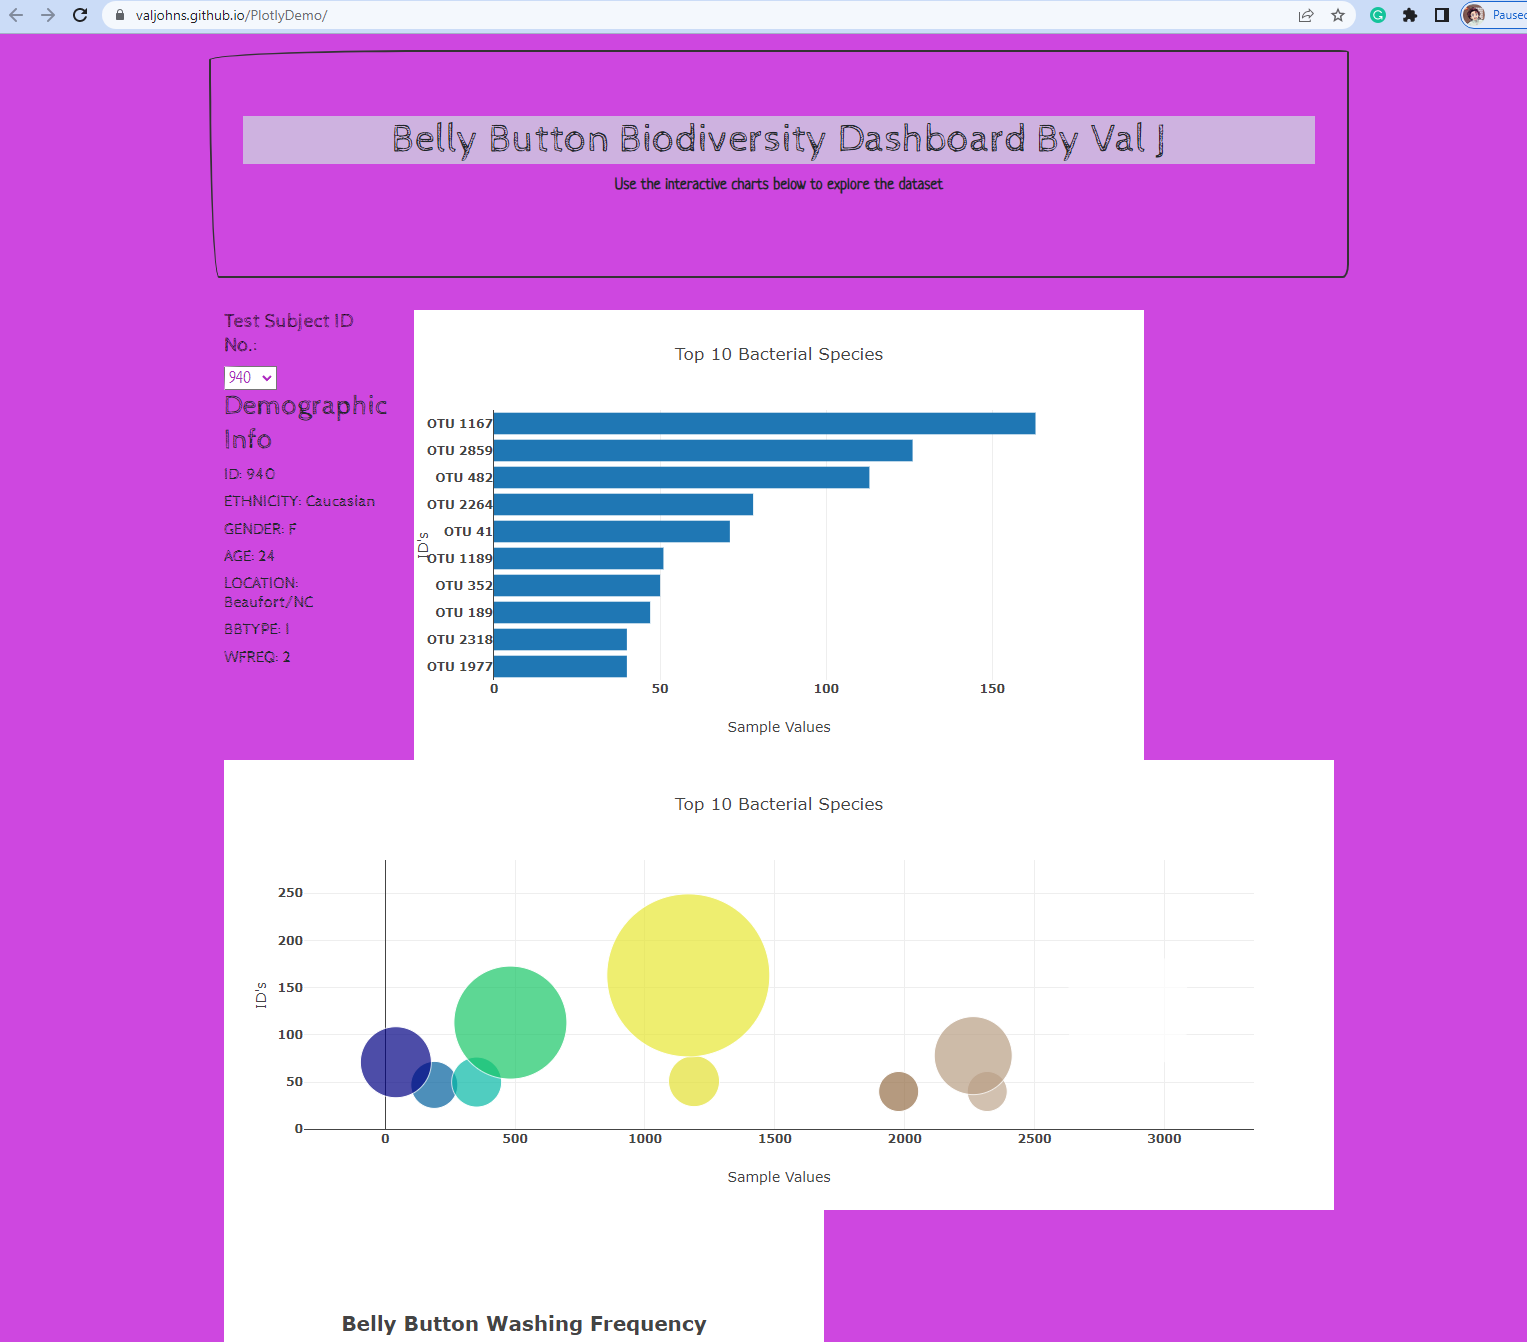 valjohns.github.io/PlotlyDemo/
Paused
Belly Button Biodiversity Dashboard By Val J
Use the interactive charts below to explore the dataset
Test Subject ID
No.:
940
Demographic
Info
ID: 940
ETHNICITY: Caucasian
GENDER: F
AGE: 24
LOCATION:
Beaufort/NC
BBTYPE: I
WFREQ: 2
Top 10 Bacterial Species
ID's
OTU 1167
OTU 2859
OTU 482
OTU 2264
OTU 41
OTU 1189
OTU 352
OTU 189
OTU 2318
OTU 1977
0 50 100 150
Sample Values
Top 10 Bacterial Species
ID's
250
200
150
100
50
0
0 500 1000 1500 2000 2500 3000
Sample Values
Belly Button Washing Frequency